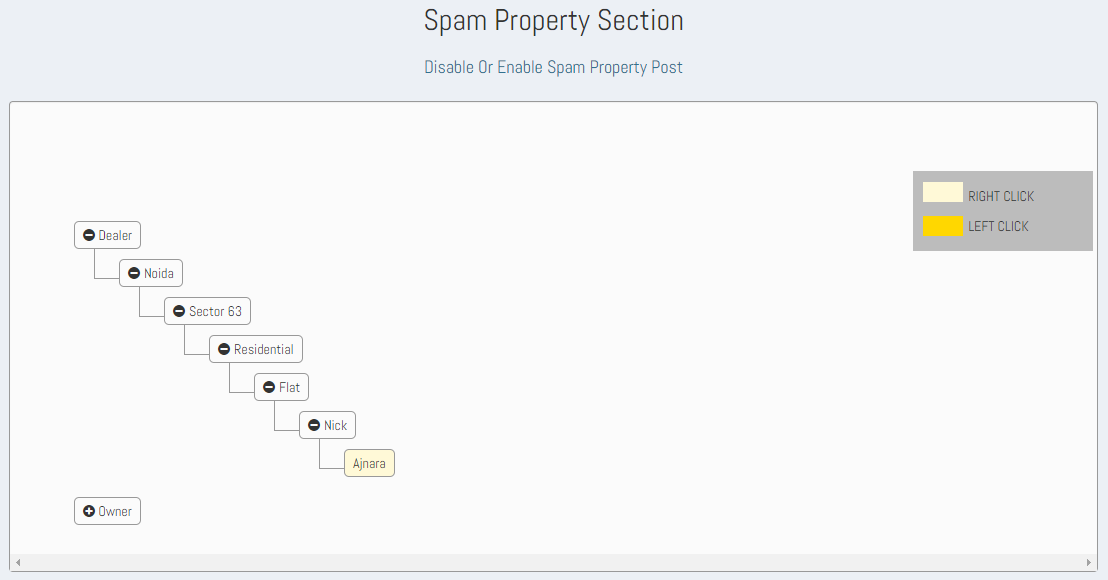 Spam Property Section
Disable Or Enable Spam Property Post
RIGHT CLICK
LEFT CLICK
Dealer
Noida
Sector 63
Residential
Flat
Nick
Ajnara
Owner